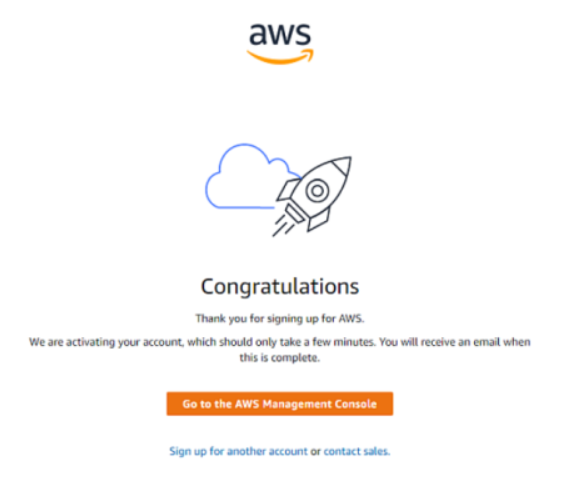 aws
Congratulations
Thank you for signing up for AWS.
We are activating your account, which should only take a few minutes. You will receive an email when
this is complete.
Go to the AWS Management Console
Sign up for another account or contact sales.